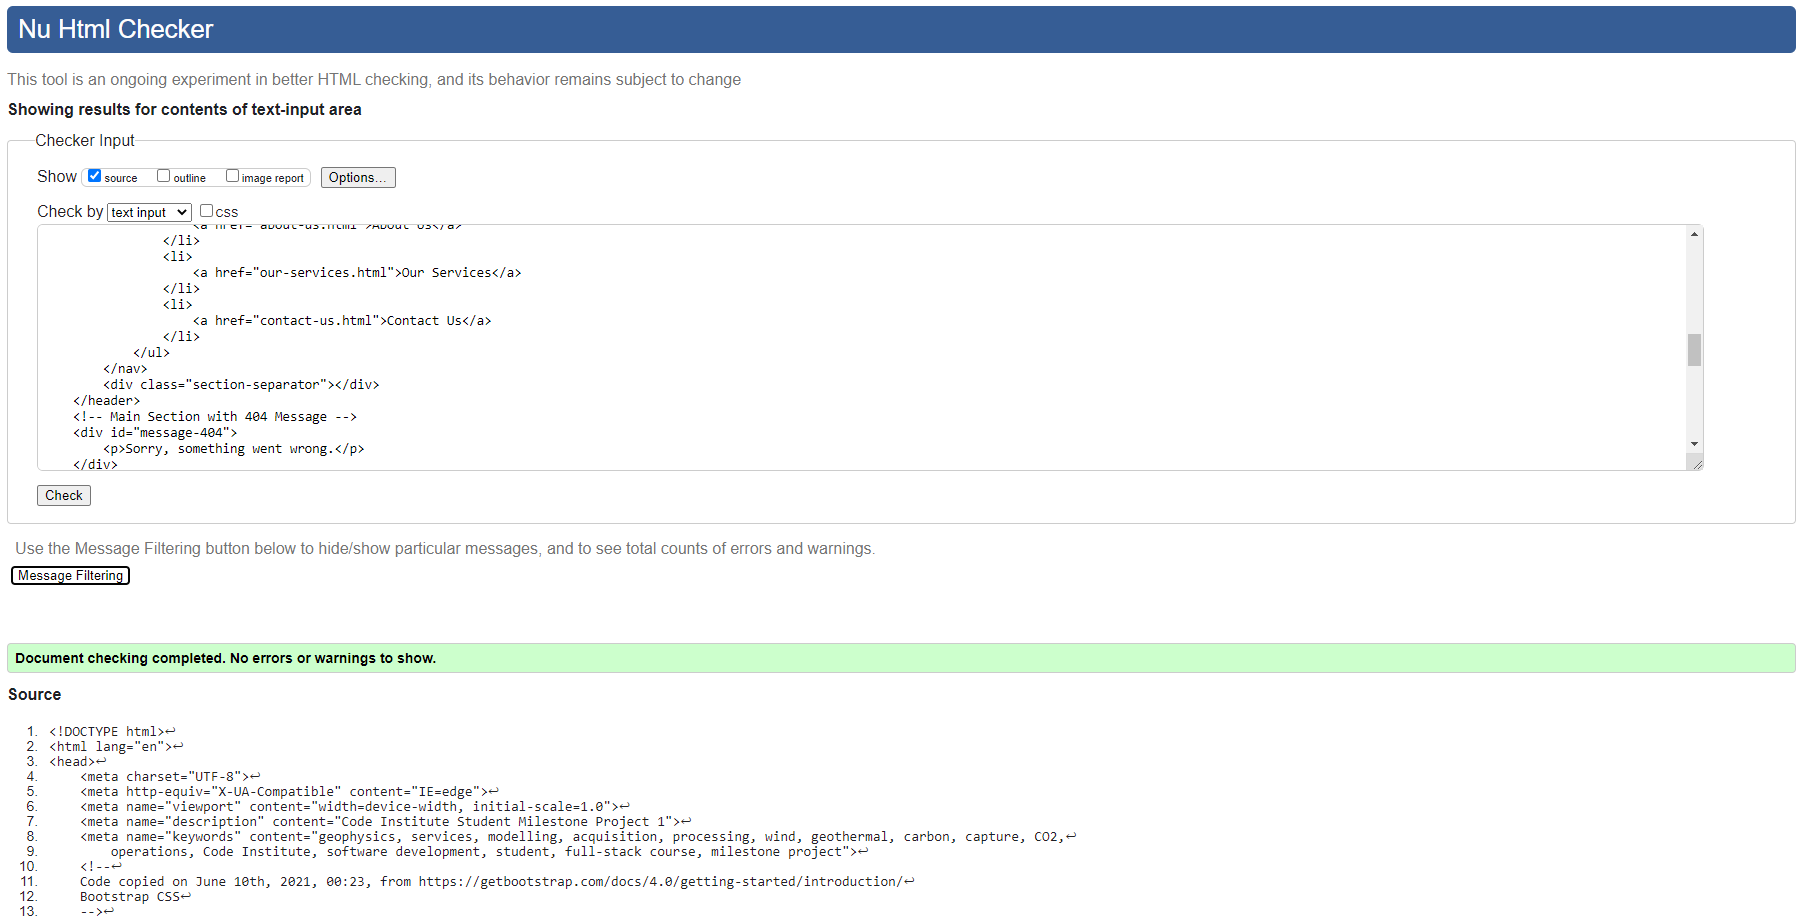 Nu Html Checker
This tool is an ongoing experiment in better HTML checking, and its behavior remains subject to change
Showing results for contents of text-input area
Checker Input
Show source outline image report Options...
Check by text input css
<a href="about-us.html">About Us</a>
</li>
<li>
<a href="our-services.html">Our Services</a>
</li>
<li>
<a href="contact-us.html">Contact Us</a>
</li>
</ul>
</nav>
<div class="section-separator"></div>
</header>
<!-- Main Section with 404 Message -->
<div id="message-404">
<p>Sorry, something went wrong.</p>
</div>
Check
Use the Message Filtering button below to hide/show particular messages, and to see total counts of errors and warnings.
Message Filtering
Document checking completed. No errors or warnings to show.
Source
1. <!DOCTYPE html>↩
2. <html lang="en">↩
3. <head>↩
4. <meta charset="UTF-8">↩
5. <meta http-equiv="X-UA-Compatible" content="IE=edge">↩
6. <meta name="viewport" content="width=device-width, initial-scale=1.0">↩
7. <meta name="description" content="Code Institute Student Milestone Project 1">↩
8. <meta name="keywords" content="geophysics, services, modelling, acquisition, processing, wind, geothermal, carbon, capture, CO2,↩
9. operations, Code Institute, software development, student, full-stack course, milestone project">↩
10. <!--↩
11. Code copied on June 10th, 2021, 00:23, from https://getbootstrap.com/docs/4.0/getting-started/introduction/↩
12. Bootstrap CSS↩
13. -->↩